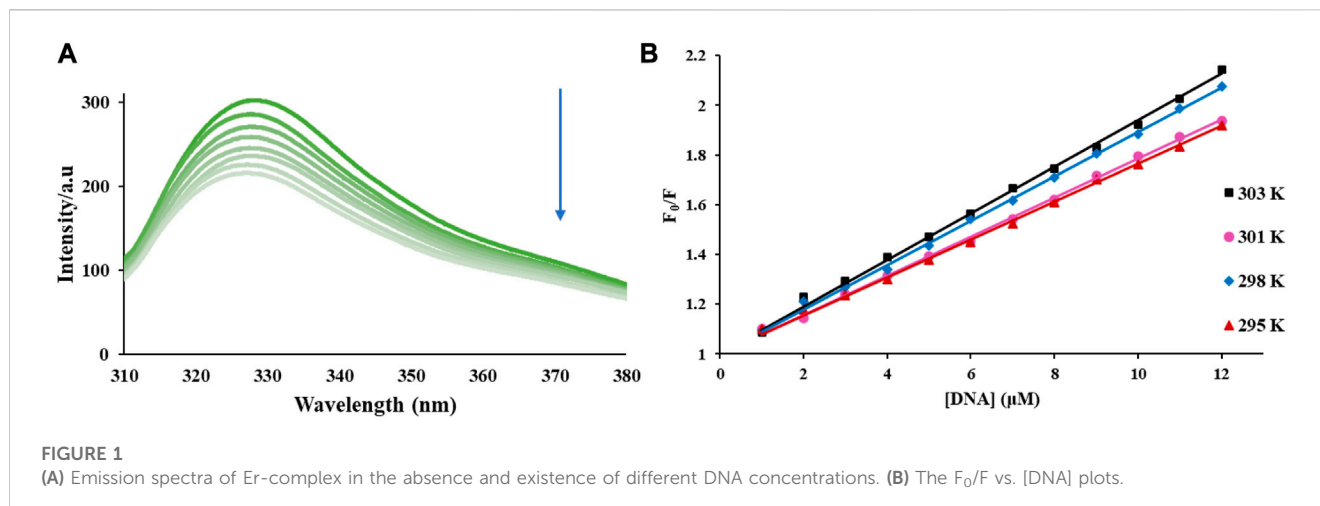 A
300
200
100
0
Intensity/a.u
310 320 330 340 350 360 370 380
Wavelength (nm)
B
2.2
2
1.8
1.6
1.4
1.2
1
F₀/F
0 2 4 6 8 10 12
[DNA] (µM)
303 K
301 K
298 K
295 K
FIGURE 1
(A) Emission spectra of Er-complex in the absence and existence of different DNA concentrations. (B) The F₀/F vs. [DNA] plots.